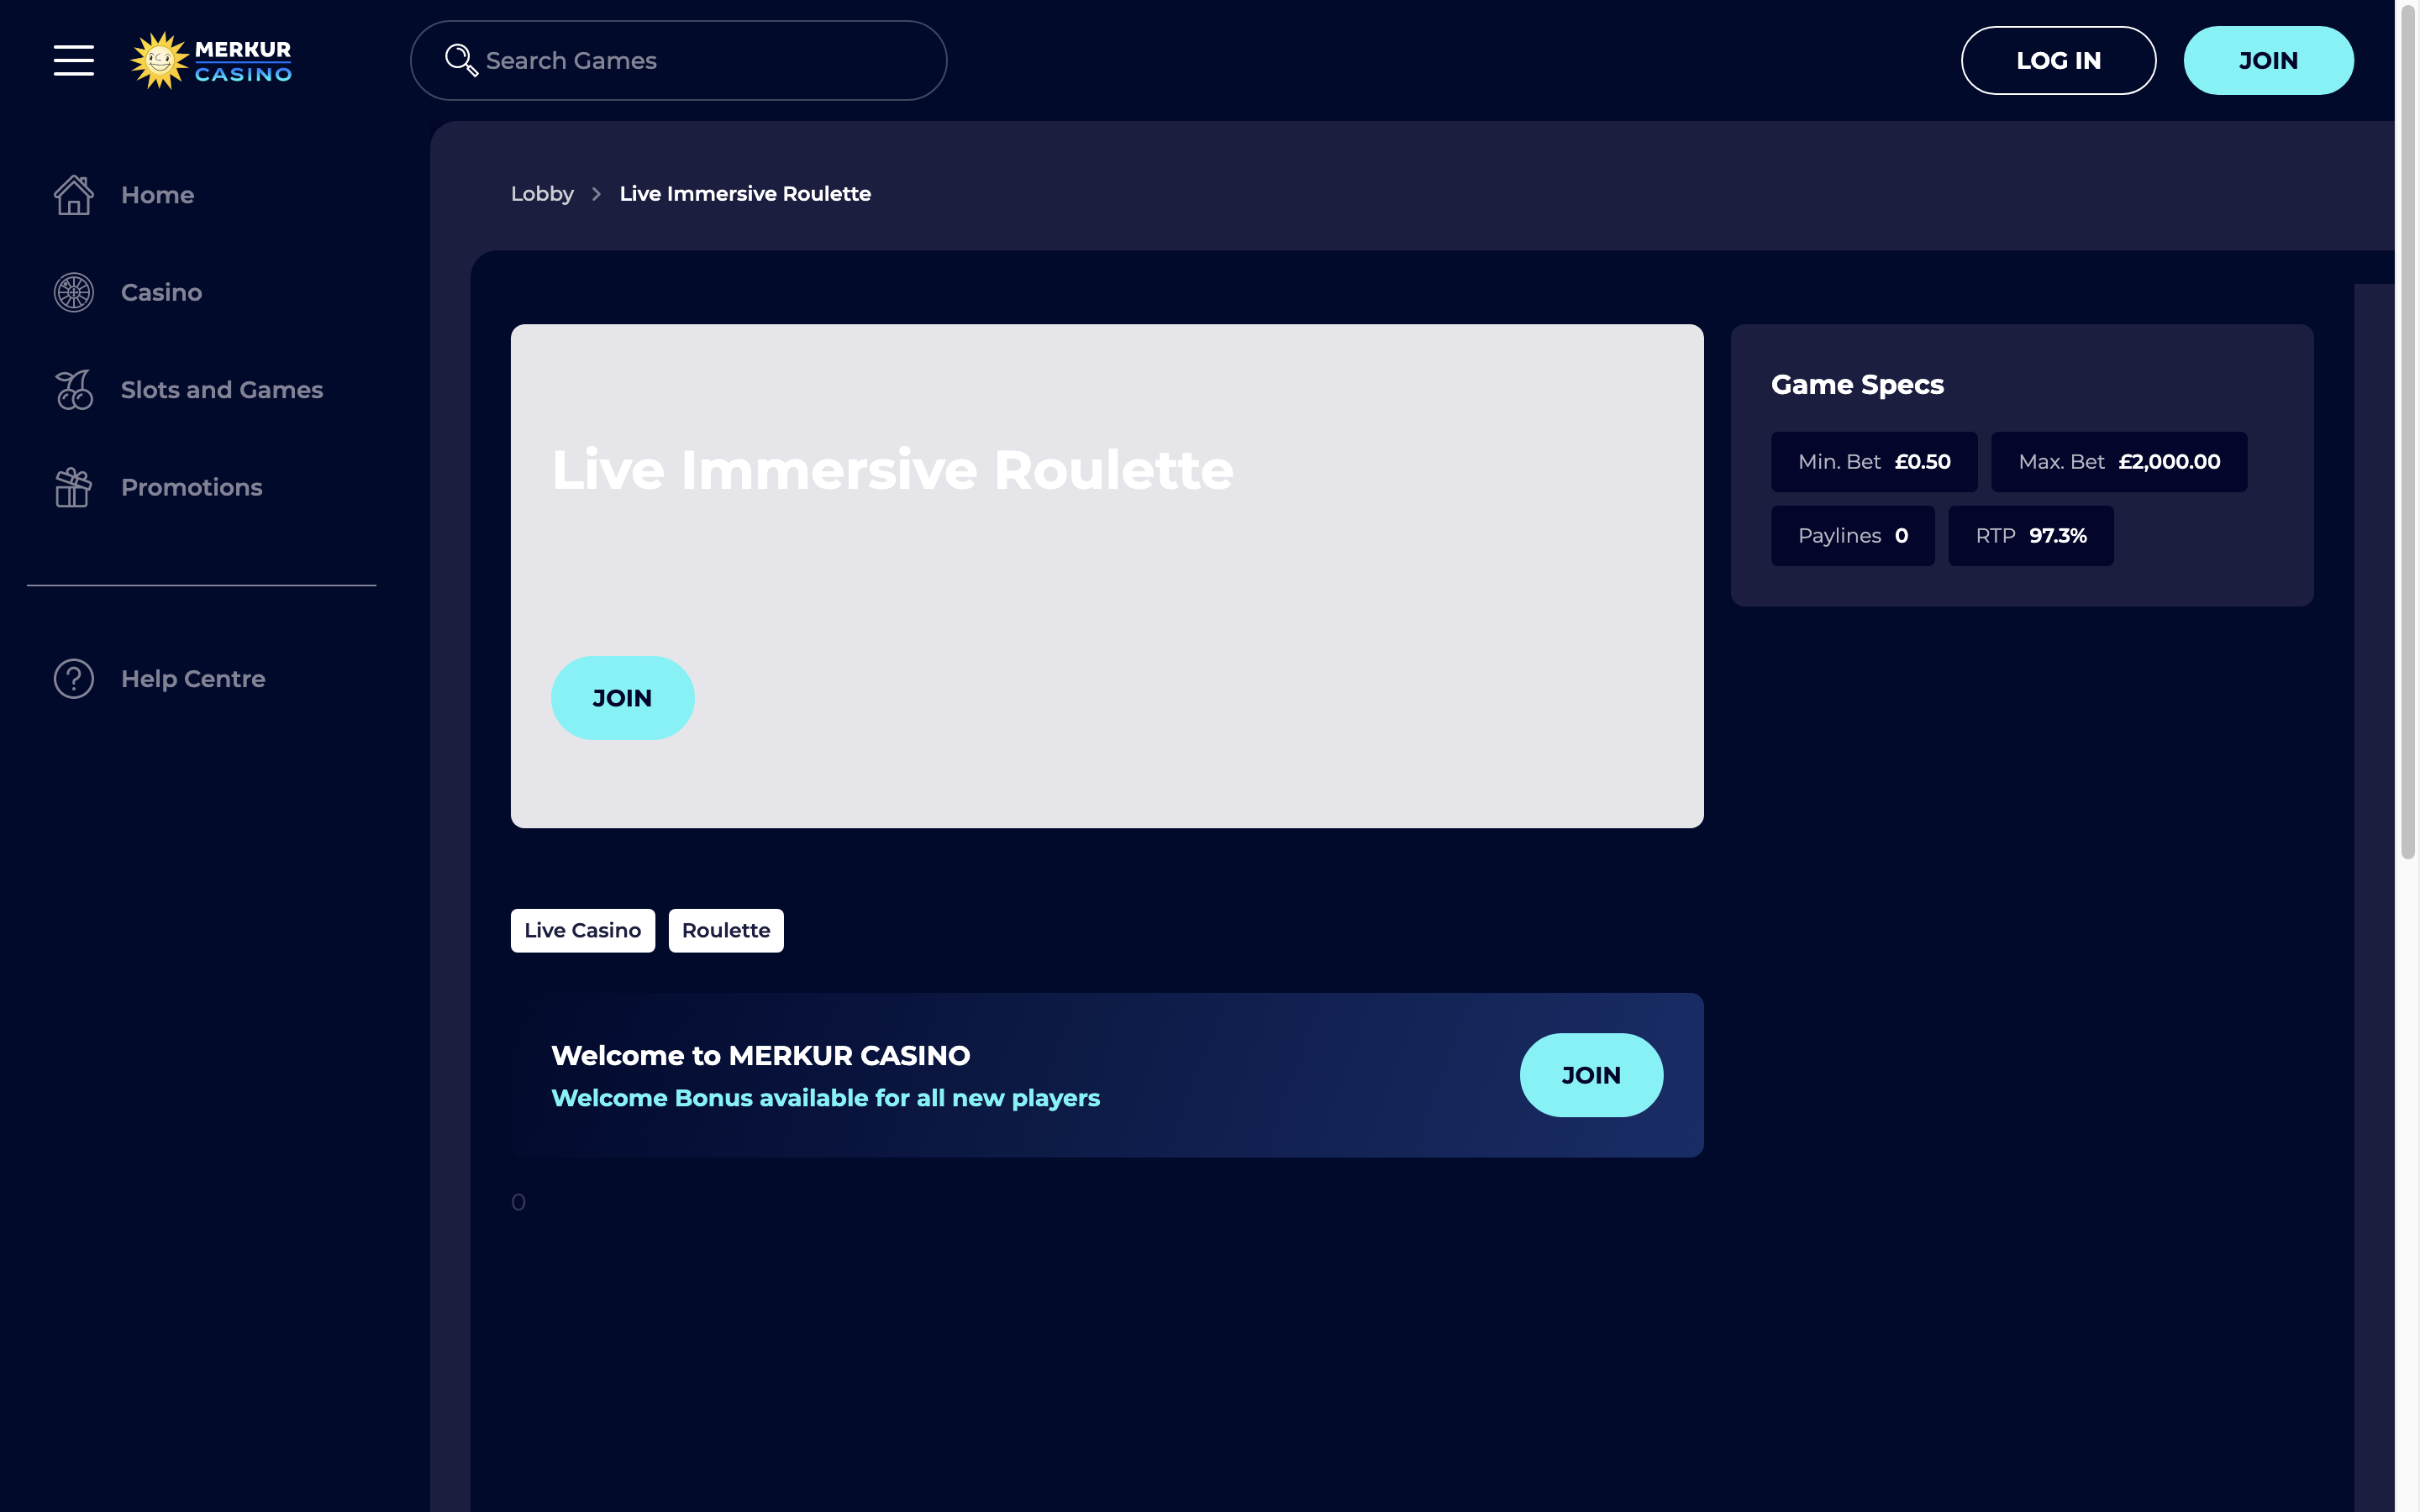 MERKUR
CASINO
Search Games
LOG IN
JOIN
Home
Casino
Slots and Games
Promotions
Help Centre
Lobby > Live Immersive Roulette
Live Immersive Roulette
JOIN
Game Specs
Min. Bet £0.50
Max. Bet £2,000.00
Paylines 0
RTP 97.3%
Live Casino
Roulette
Welcome to MERKUR CASINO
Welcome Bonus available for all new players
JOIN
0